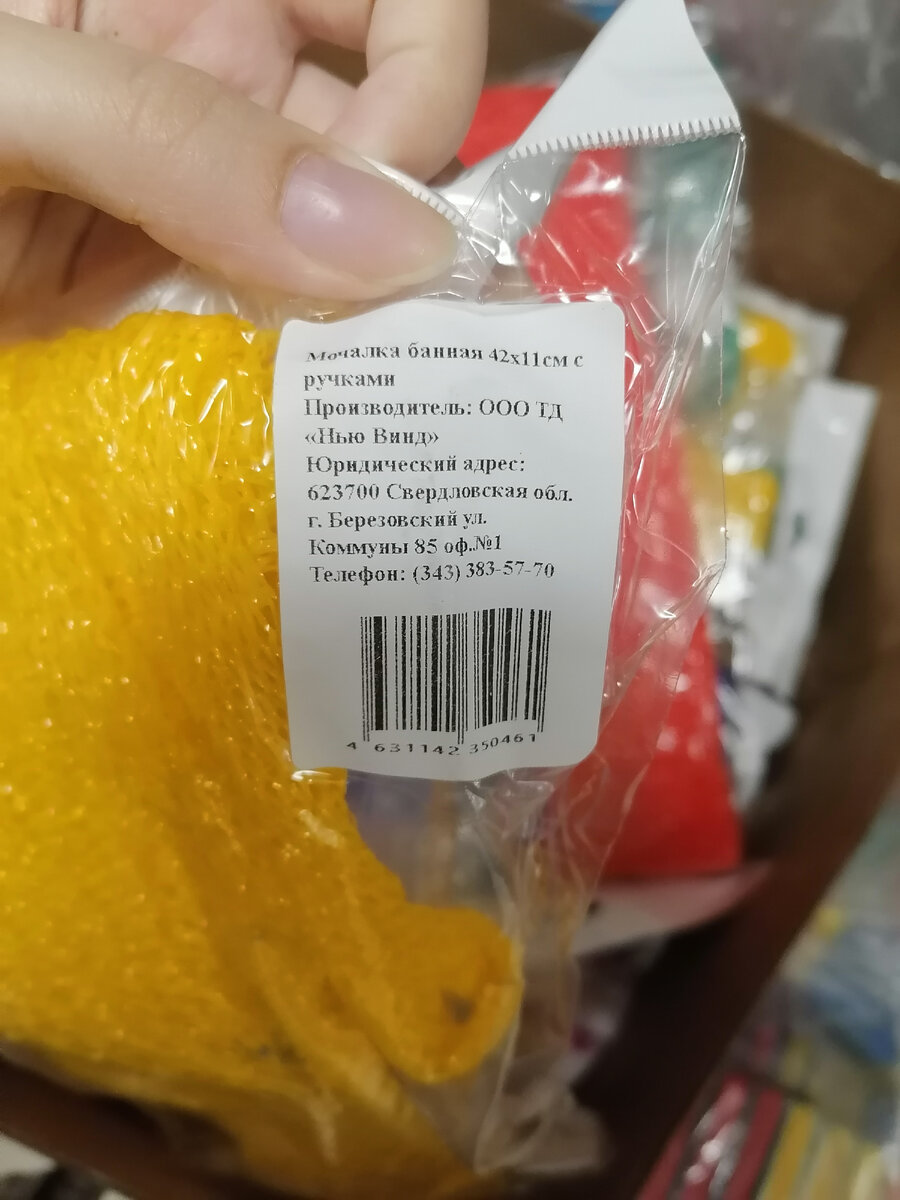 Мочалка банная 42х11см с
ручками
Производитель: ООО ТД
«Нью Винд»
Юридический адрес:
623700 Свердловская обл.
г. Березовский ул.
Коммуны 85 оф.№1
Телефон: (343) 383-57-70
4 631142 350461